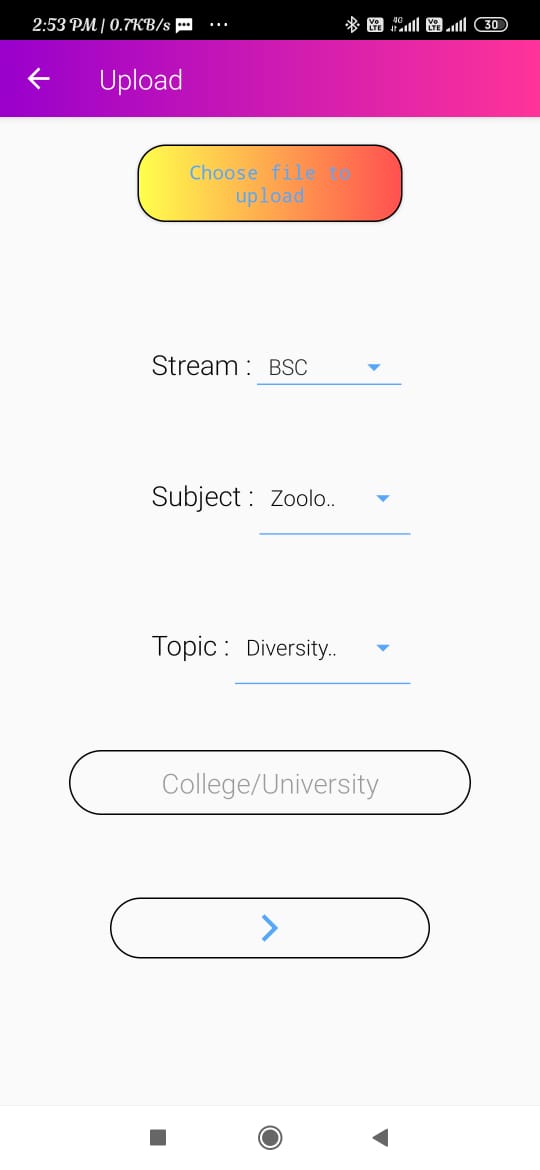 2:53 PM | 0.7KB/s ...
Vo LTE 4G Vo LTE 30
Upload
Choose file to
upload
Stream : BSC
Subject : Zoolo..
Topic : Diversity..
College/University